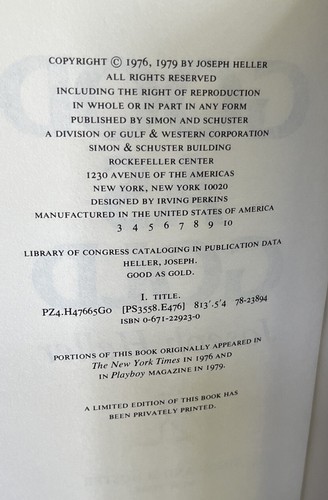 COPYRIGHT © 1976, 1979 BY JOSEPH HELLER
ALL RIGHTS RESERVED
INCLUDING THE RIGHT OF REPRODUCTION
IN WHOLE OR IN PART IN ANY FORM
PUBLISHED BY SIMON AND SCHUSTER
A DIVISION OF GULF & WESTERN CORPORATION
SIMON & SCHUSTER BUILDING
ROCKEFELLER CENTER
1230 AVENUE OF THE AMERICAS
NEW YORK, NEW YORK 10020
DESIGNED BY IRVING PERKINS
MANUFACTURED IN THE UNITED STATES OF AMERICA
3 4 5 6 7 8 9 10
LIBRARY OF CONGRESS CATALOGING IN PUBLICATION DATA
HELLER, JOSEPH.
GOOD AS GOLD.
I. TITLE.
PZ4.H47665Go [PS3558.E476] 813'.5'4 78-23894
ISBN 0-671-22923-0
PORTIONS OF THIS BOOK ORIGINALLY APPEARED IN
The New York Times IN 1976 AND
IN Playboy MAGAZINE IN 1979.
A LIMITED EDITION OF THIS BOOK HAS
BEEN PRIVATELY PRINTED.